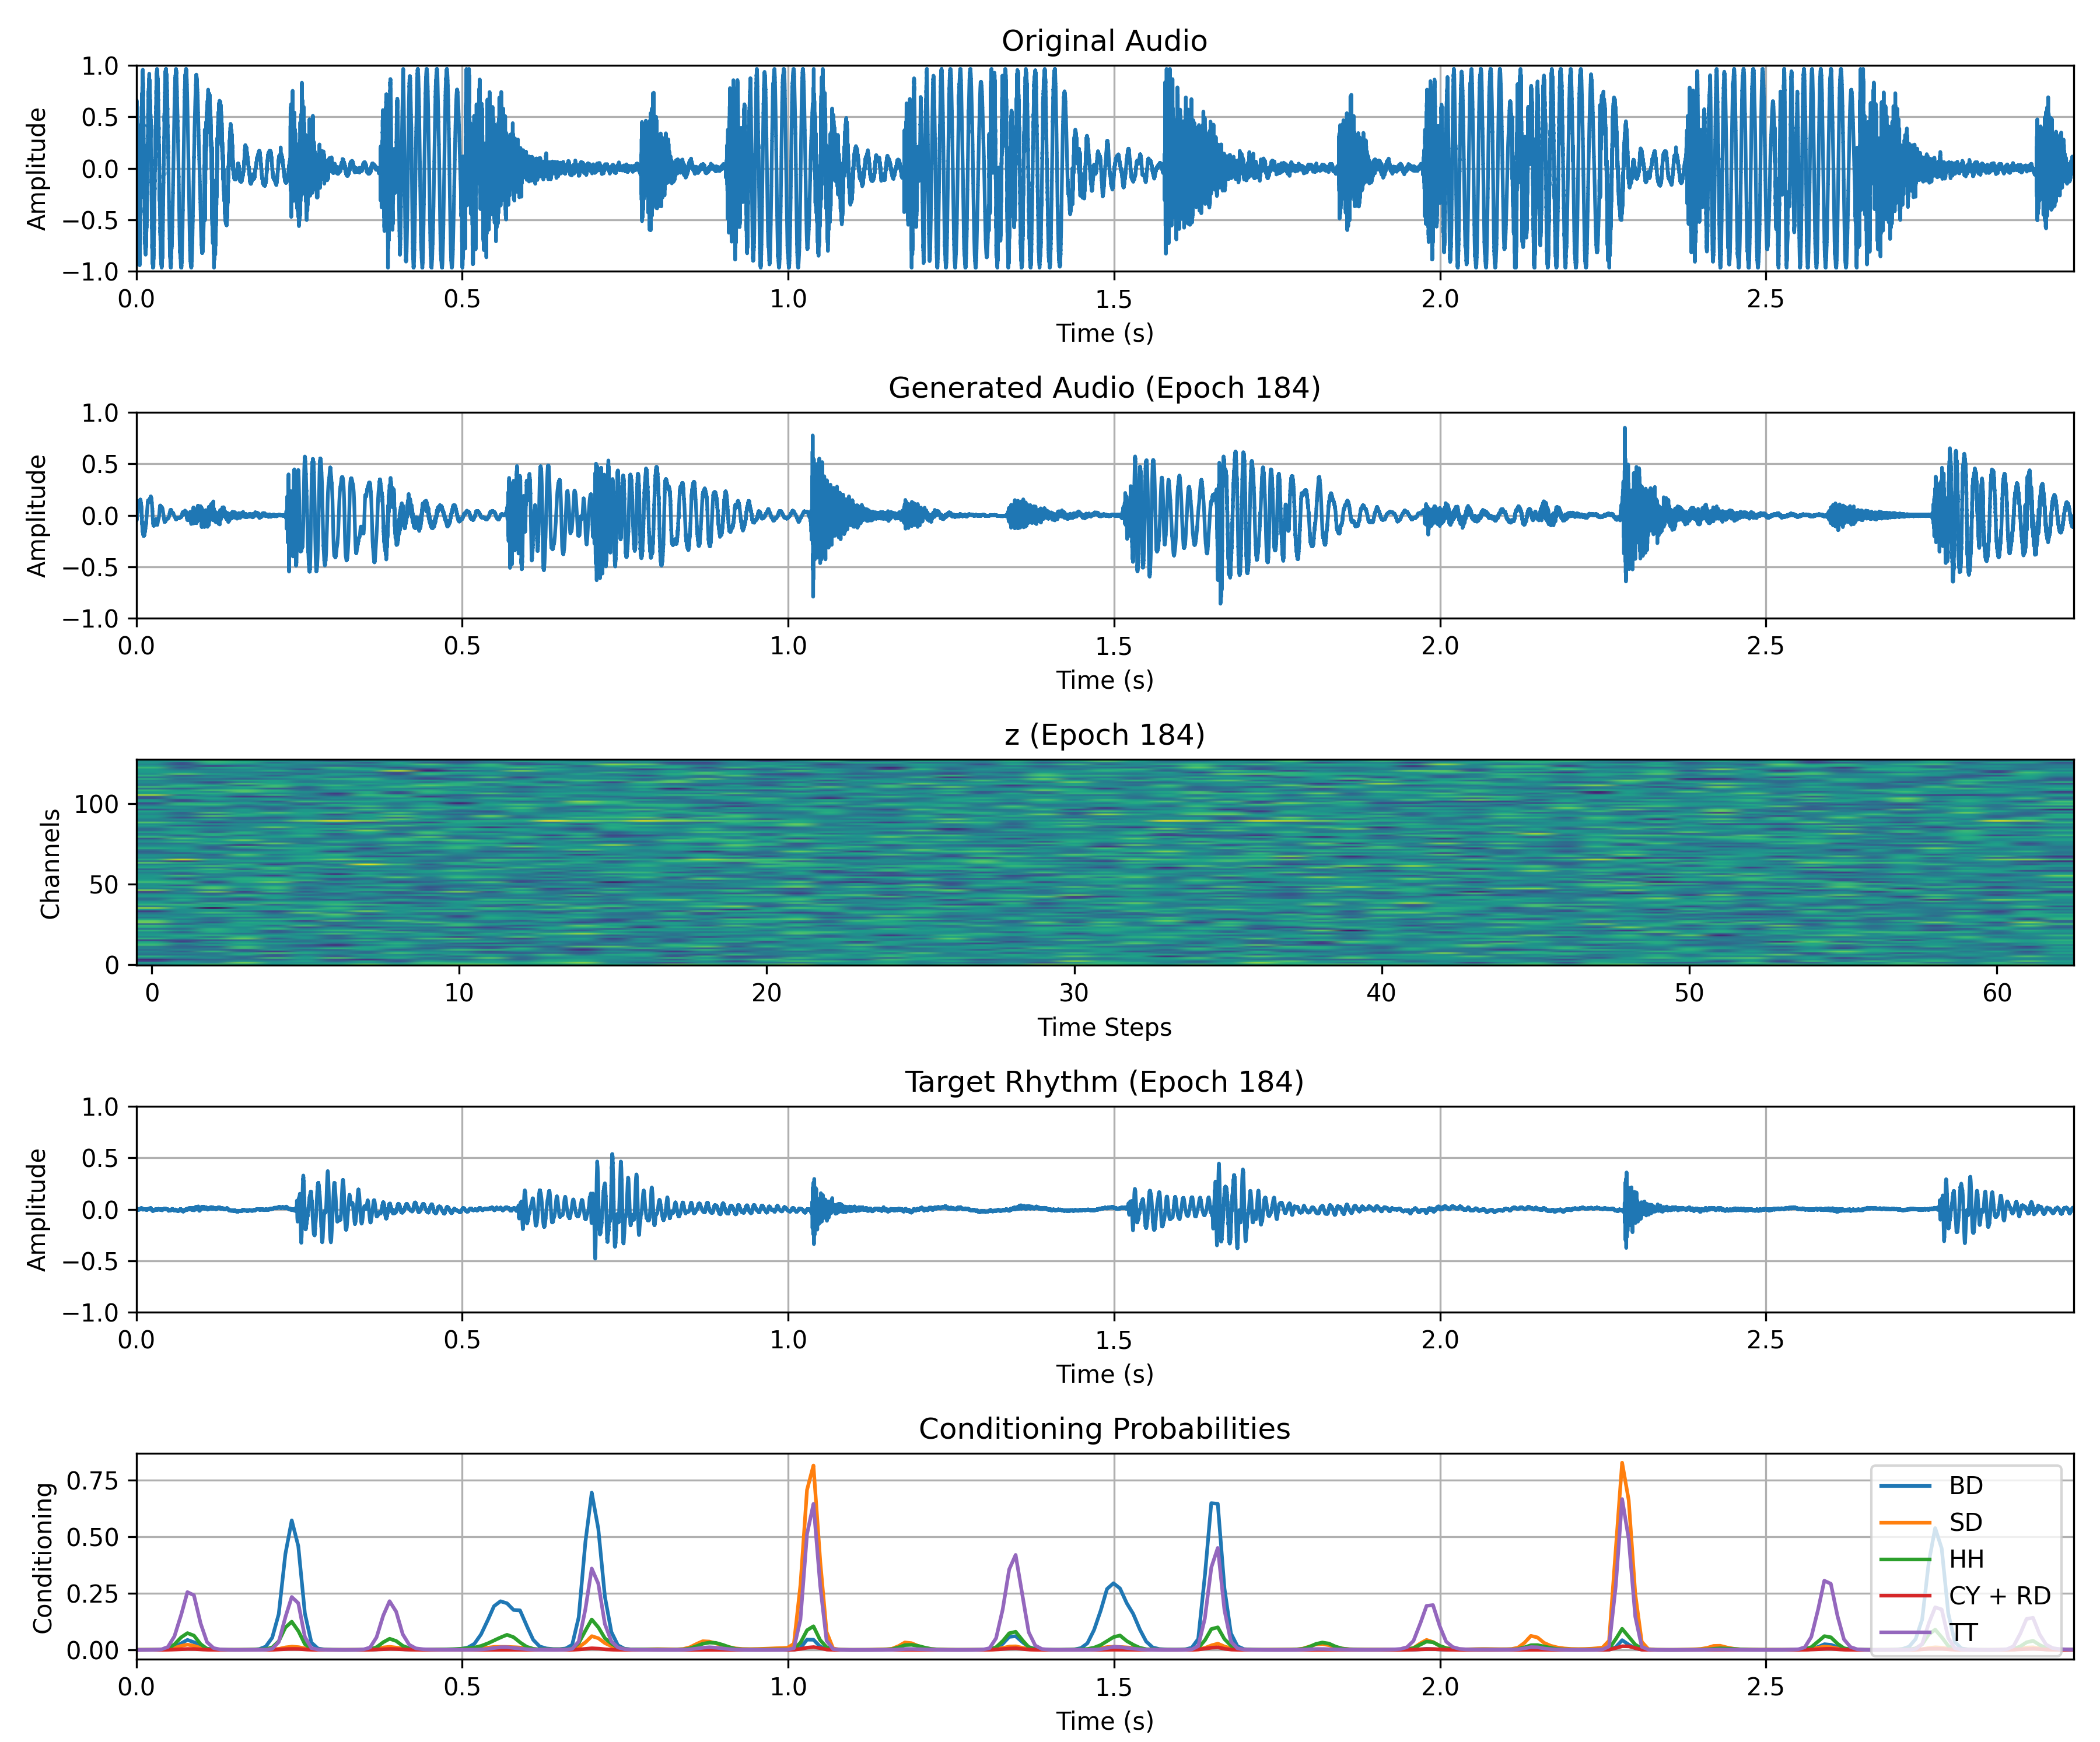 Original Audio
Amplitude
1.0
0.5
0.0
−0.5
−1.0
0.0 0.5 1.0 1.5 2.0 2.5
Time (s)
Generated Audio (Epoch 184)
Amplitude
1.0
0.5
0.0
−0.5
−1.0
0.0 0.5 1.0 1.5 2.0 2.5
Time (s)
z (Epoch 184)
Channels
100
50
0
0 10 20 30 40 50 60
Time Steps
Target Rhythm (Epoch 184)
Amplitude
1.0
0.5
0.0
−0.5
−1.0
0.0 0.5 1.0 1.5 2.0 2.5
Time (s)
Conditioning Probabilities
Conditioning
0.75
0.50
0.25
0.00
BD
SD
HH
CY + RD
TT
0.0 0.5 1.0 1.5 2.0 2.5
Time (s)